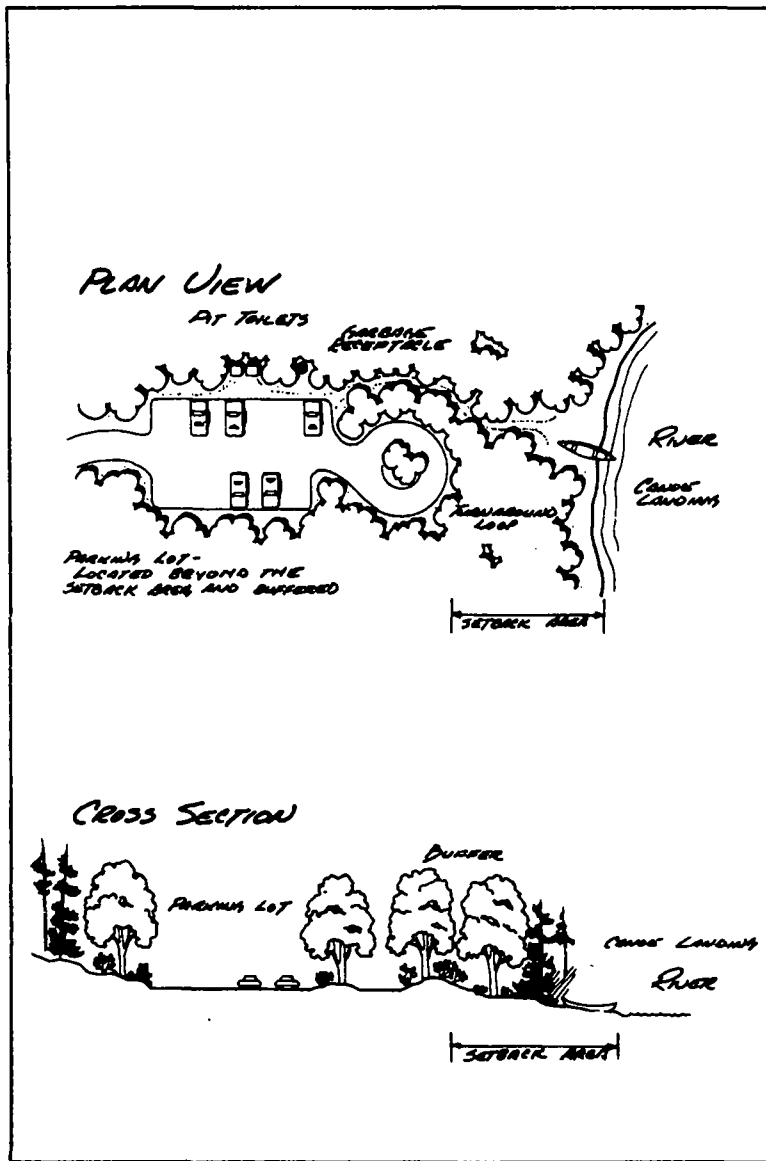 PLAN VIEW
PIT TOILETS
GARBAGE
RECEPTACLE
RIVER
CANOE
LANDING
TURNAROUND
LOOP
PARKING LOT-
LOCATED BEYOND THE
SETBACK AREA AND BUFFERED
SETBACK AREA
CROSS SECTION
BUFFER
PARKING LOT
CANOE LANDING
RIVER
SETBACK AREA